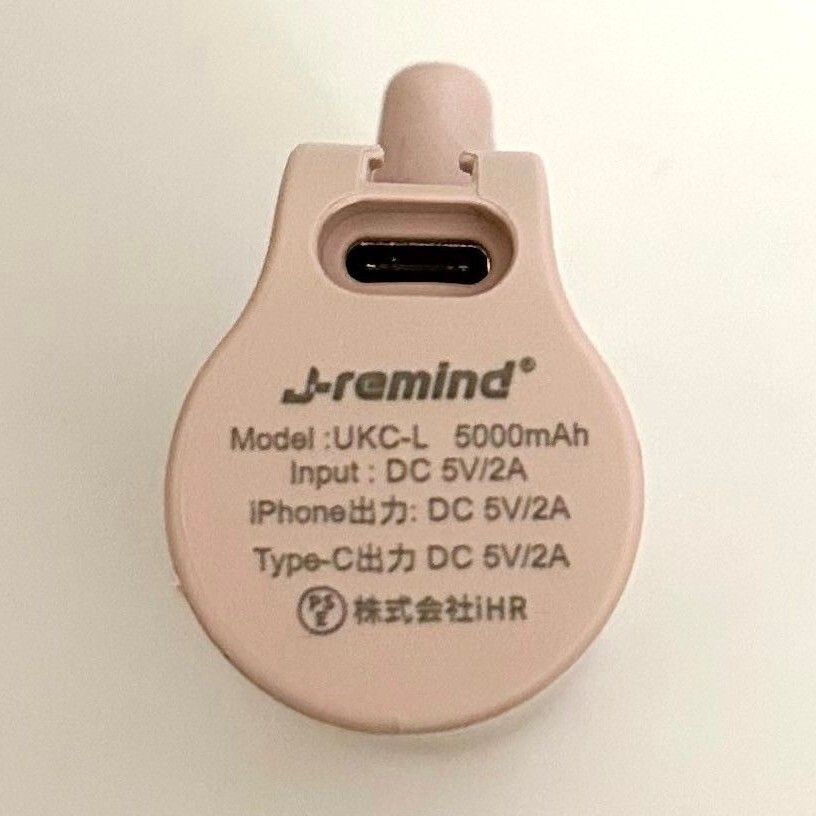 J-remind®
Model :UKC-L 5000mAh
Input : DC 5V/2A
iPhone出力: DC 5V/2A
Type-C出力 DC 5V/2A
PSE 株式会社iHR